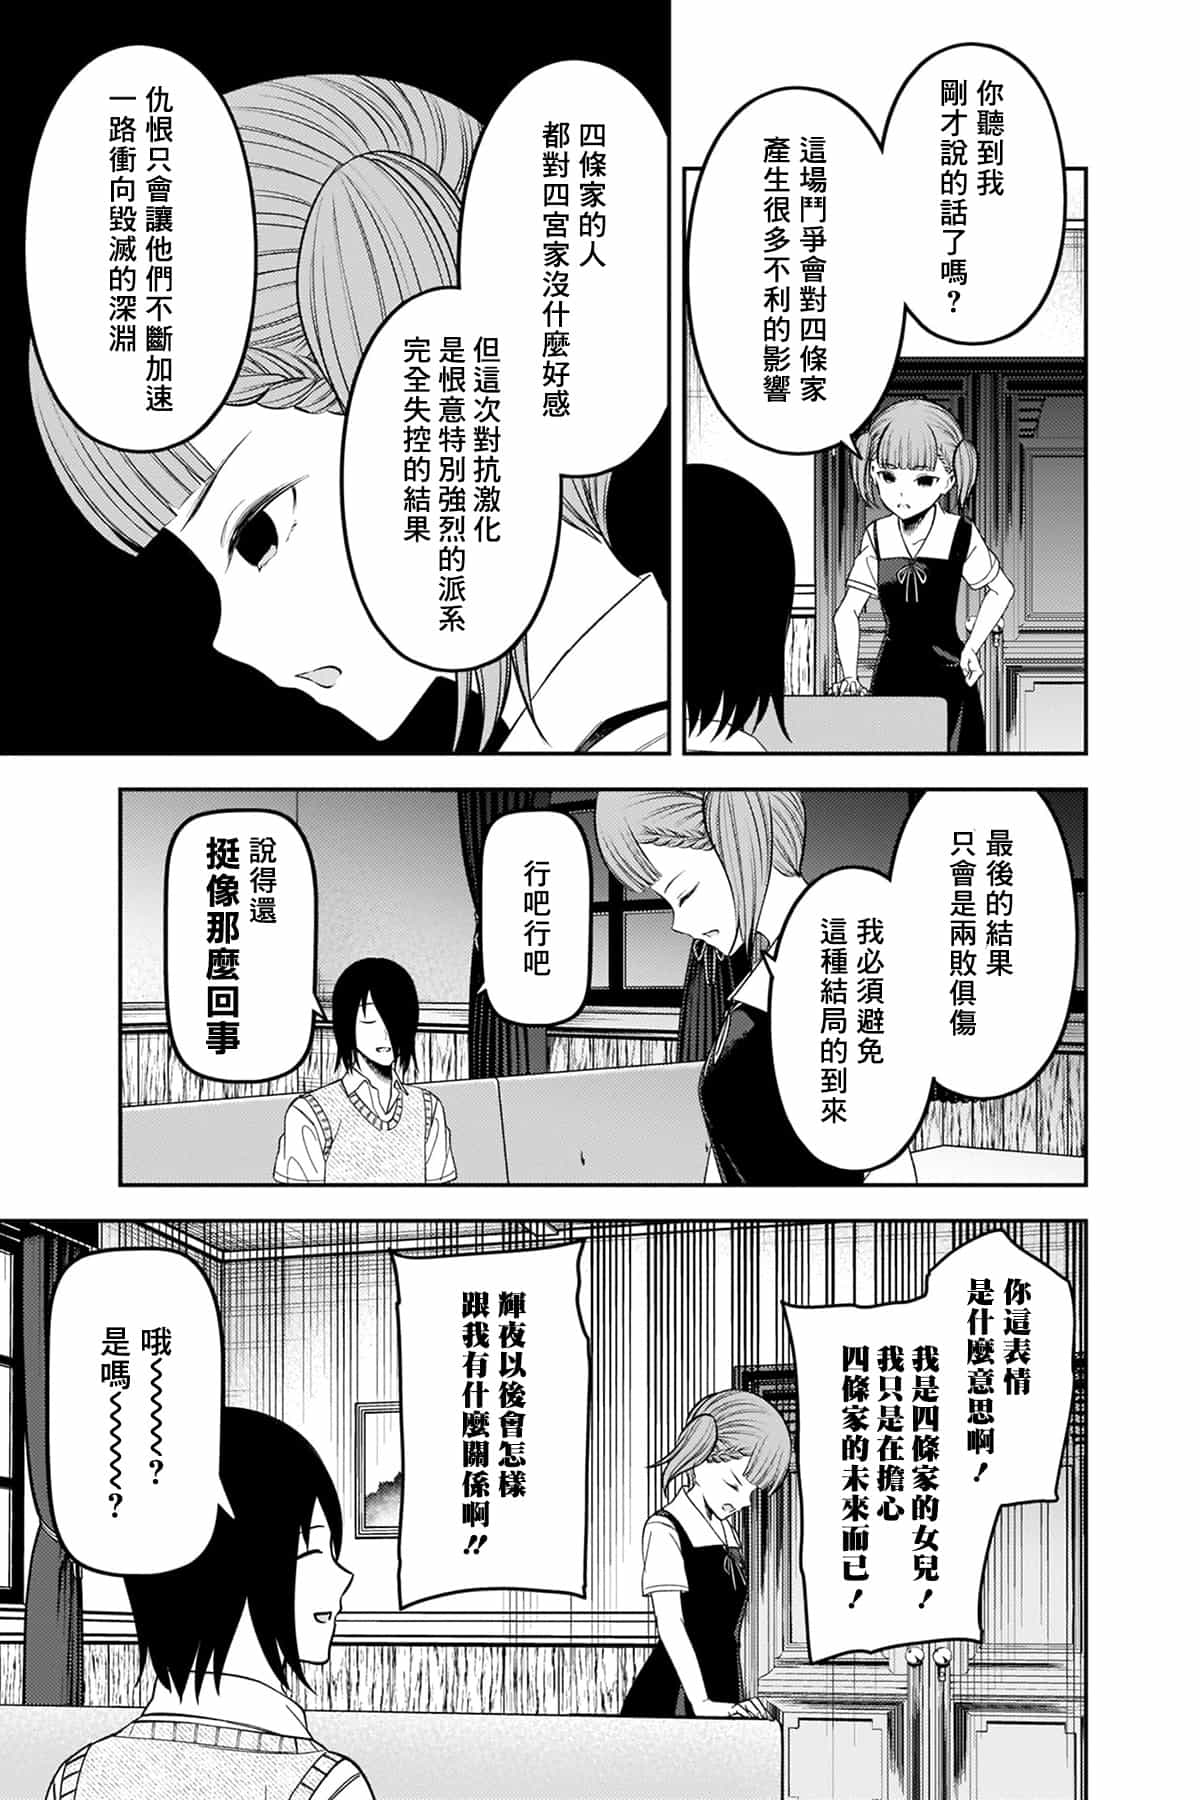 你聽到我
剛才說的話了嗎？
這場鬥爭會對四條家
產生很多不利的影響
四條家的人
都對四宮家沒什麼好感
但這次對抗激化
是恨意特別強烈的派系
完全失控的結果
仇恨只會讓他們不斷加速
一路衝向毀滅的深淵
最後的結果
只會是兩敗俱傷
我必須避免
這種結局的到來
行吧行吧
說得還
挺像那麼回事
你這表情
是什麼意思啊！
我是四條家的女兒！
我只是在擔心
四條家的未來而已！
輝夜以後會怎樣
跟我有什麼關係啊！！
哦～～～～？
是嗎～～～～？